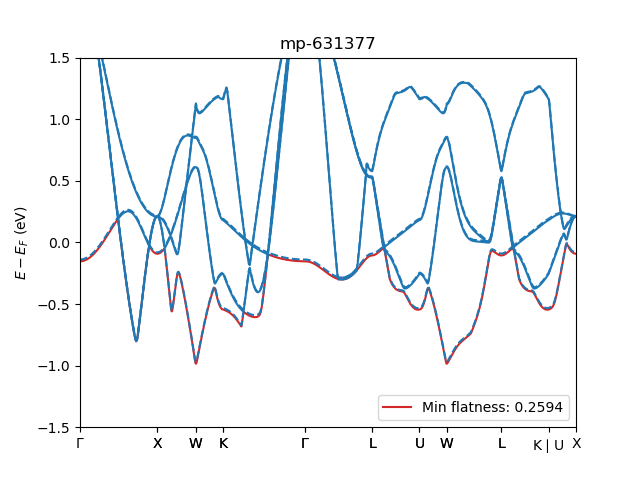 mp-631377
1.5
1.0
0.5
0.0
−0.5
−1.0
−1.5
E − E_F (eV)
Min flatness: 0.2594
Γ X W K Γ L U W L K | U X